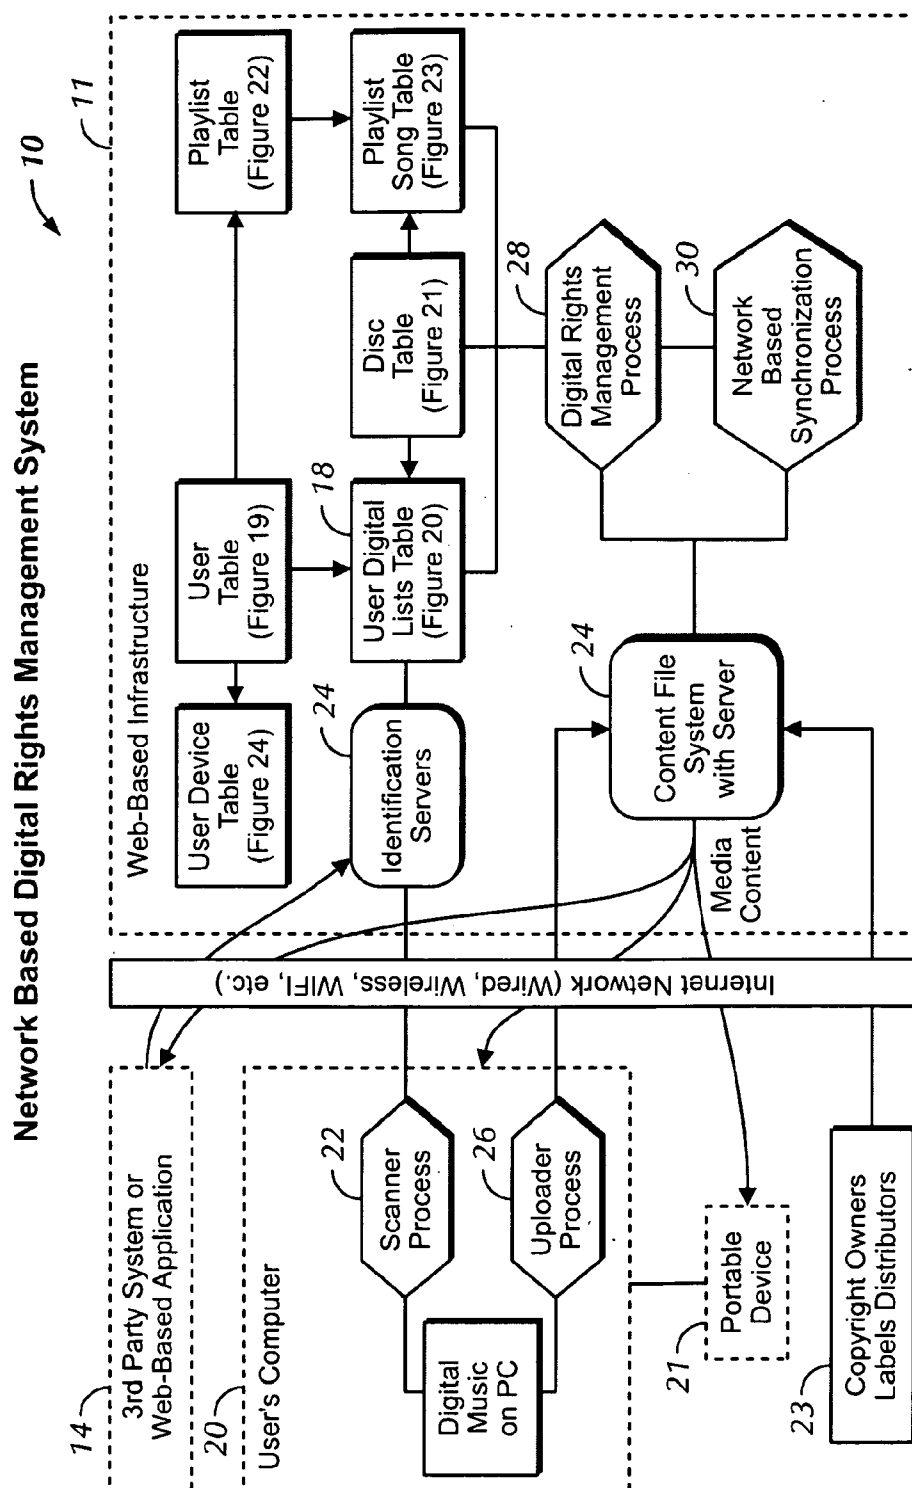 Network Based Digital Rights Management System
10
11
14
3rd Party System or
Web-Based Application
20
User's Computer
Digital
Music
on PC
22
Scanner
Process
26
Uploader
Process
21
Portable
Device
23
Copyright Owners
Labels Distributors
Internet Network (Wired, Wireless, WIFI, etc.)
Web-Based Infrastructure
User Device
Table
(Figure 24)
User
Table
(Figure 19)
Playlist
Table
(Figure 22)
24
Identification
Servers
18
User Digital
Lists Table
(Figure 20)
Disc
Table
(Figure 21)
Playlist
Song Table
(Figure 23)
24
Content File
System
with Server
Media
Content
28
Digital Rights
Management
Process
30
Network
Based
Synchronization
Process